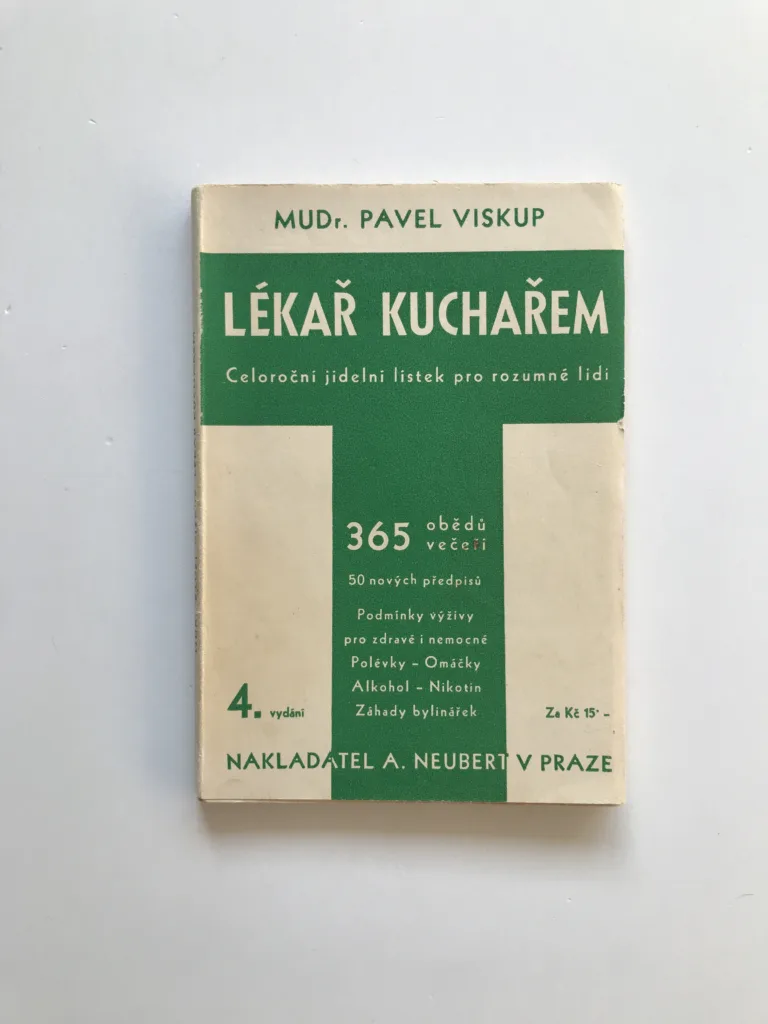 MUDr. PAVEL VISKUP
LÉKAŘ KUCHAŘEM
Celoroční jídelní lístek pro rozumné lidi
365 obědů
večeří
50 nových předpisů
Podmínky výživy
pro zdravé i nemocné
Polévky – Omáčky
Alkohol – Nikotin
Záhady bylinářek
4. vydání
Za Kč 15·–
NAKLADATEL A. NEUBERT V PRAZE